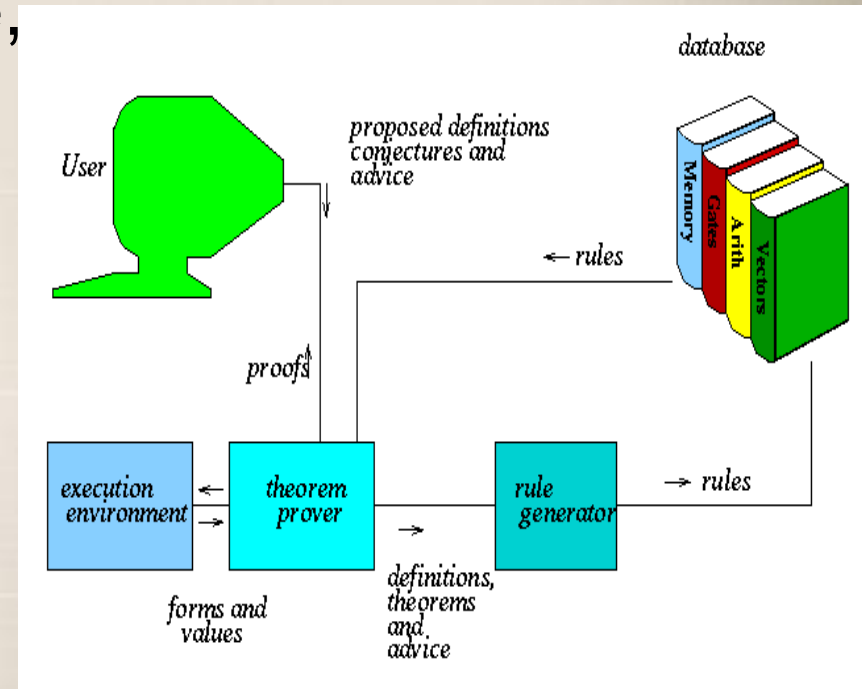 ,
database
User
proposed definitions
conjectures and
advice
Memory
Gates
Arith
Vectors
← rules
proofs
execution
environment
theorem
prover
rule
generator
→ rules
forms and
values
definitions,
theorems
and
advice